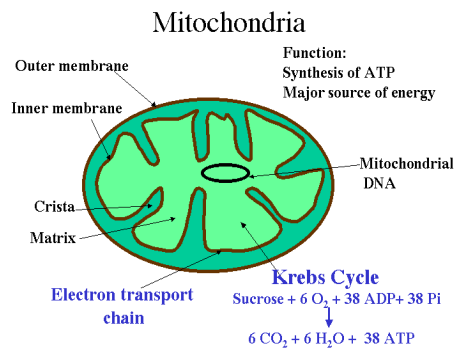 Mitochondria
Function:
Synthesis of ATP
Major source of energy
Outer membrane
Inner membrane
Mitochondrial
DNA
Crista
Matrix
Electron transport
chain
Krebs Cycle
Sucrose + 6 O₂ + 38 ADP+ 38 Pi
6 CO₂ + 6 H₂O + 38 ATP